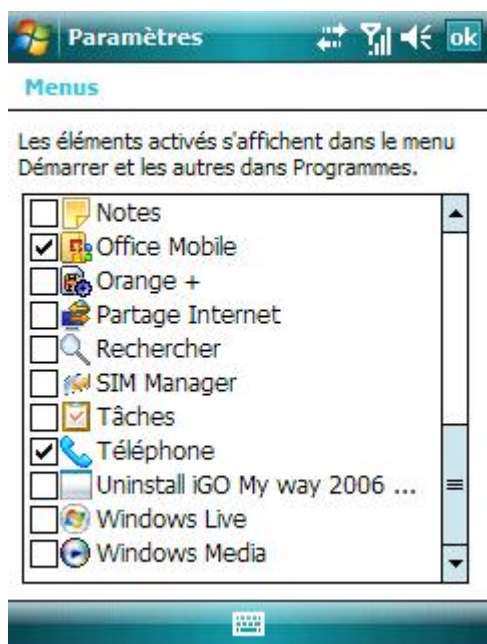 Paramètres ok
Menus
Les éléments activés s'affichent dans le menu
Démarrer et les autres dans Programmes.
Notes
Office Mobile
Orange +
Partage Internet
Rechercher
SIM Manager
Tâches
Téléphone
Uninstall iGO My way 2006 ...
Windows Live
Windows Media